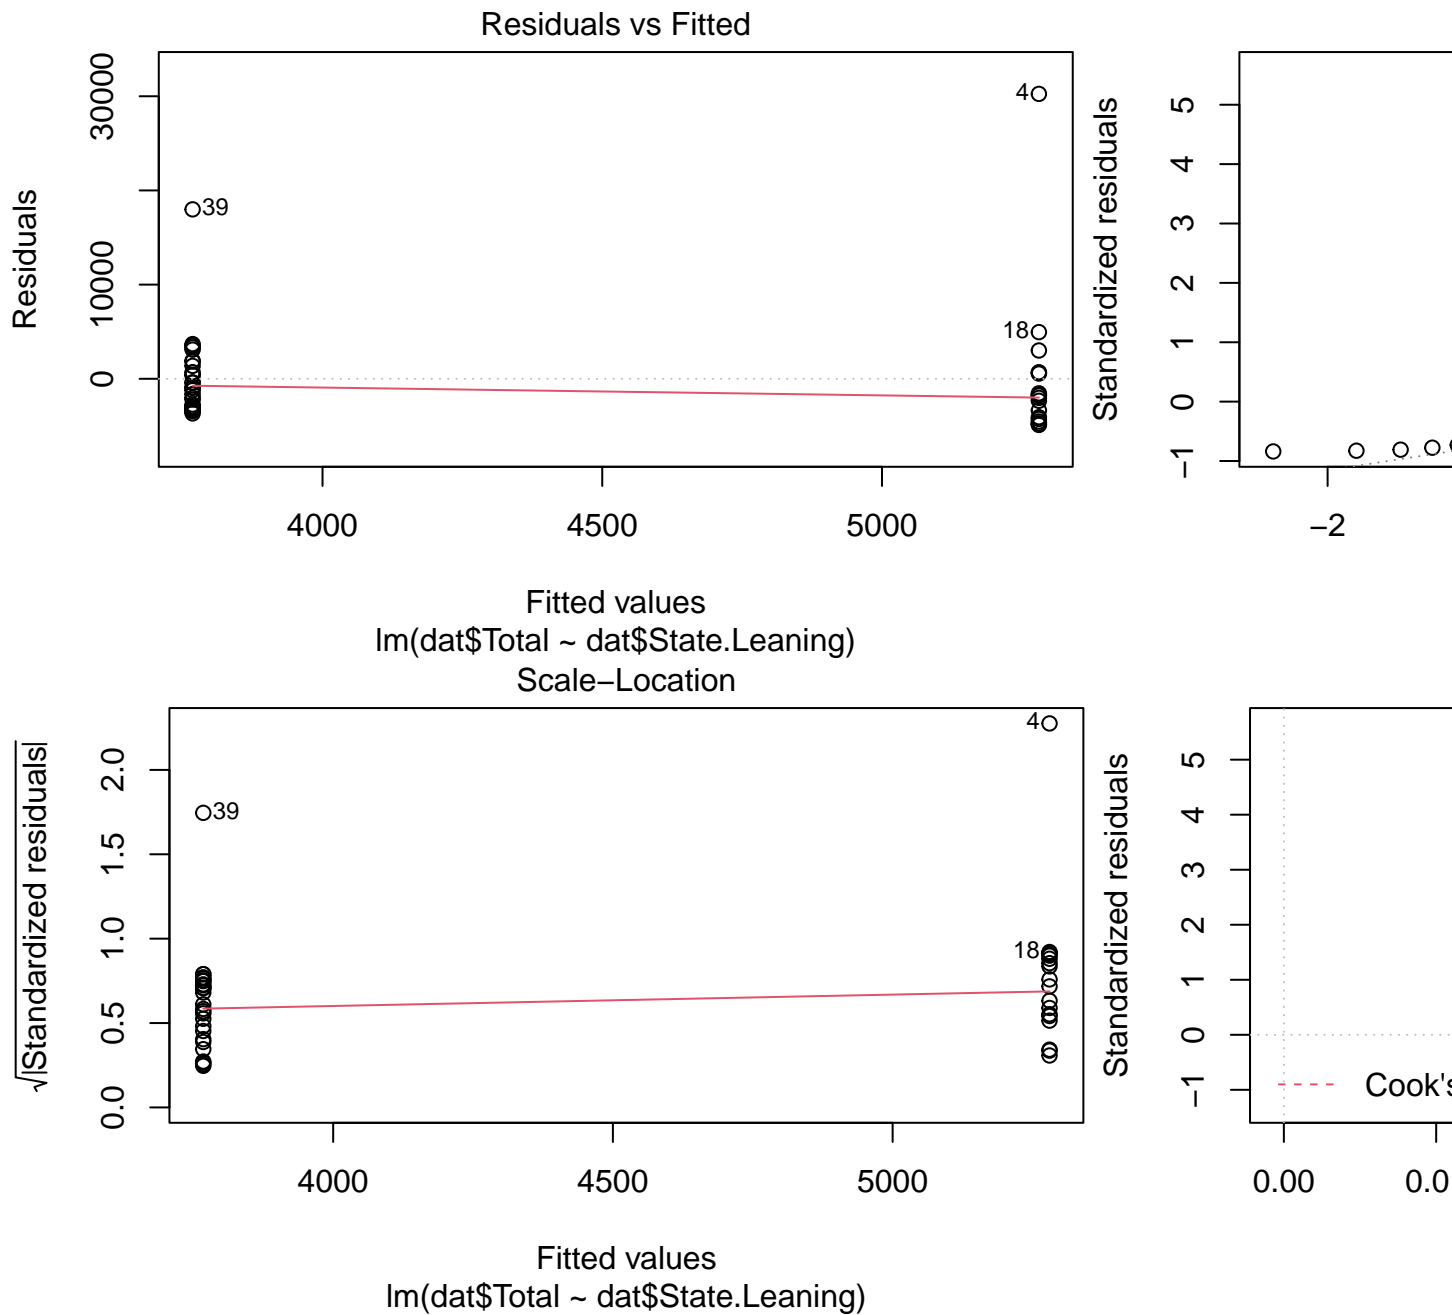 Residuals vs Fitted
Residuals
30000
10000
0
4
39
18
4000 4500 5000
Fitted values
lm(dat$Total ~ dat$State.Leaning)
Standardized residuals
5
4
3
2
1
0
−1
−2
Scale−Location
√|Standardized residuals|
2.0
1.5
1.0
0.5
0.0
4
39
18
4000 4500 5000
Fitted values
lm(dat$Total ~ dat$State.Leaning)
Standardized residuals
5
4
3
2
1
0
−1
Cook's
0.00 0.0